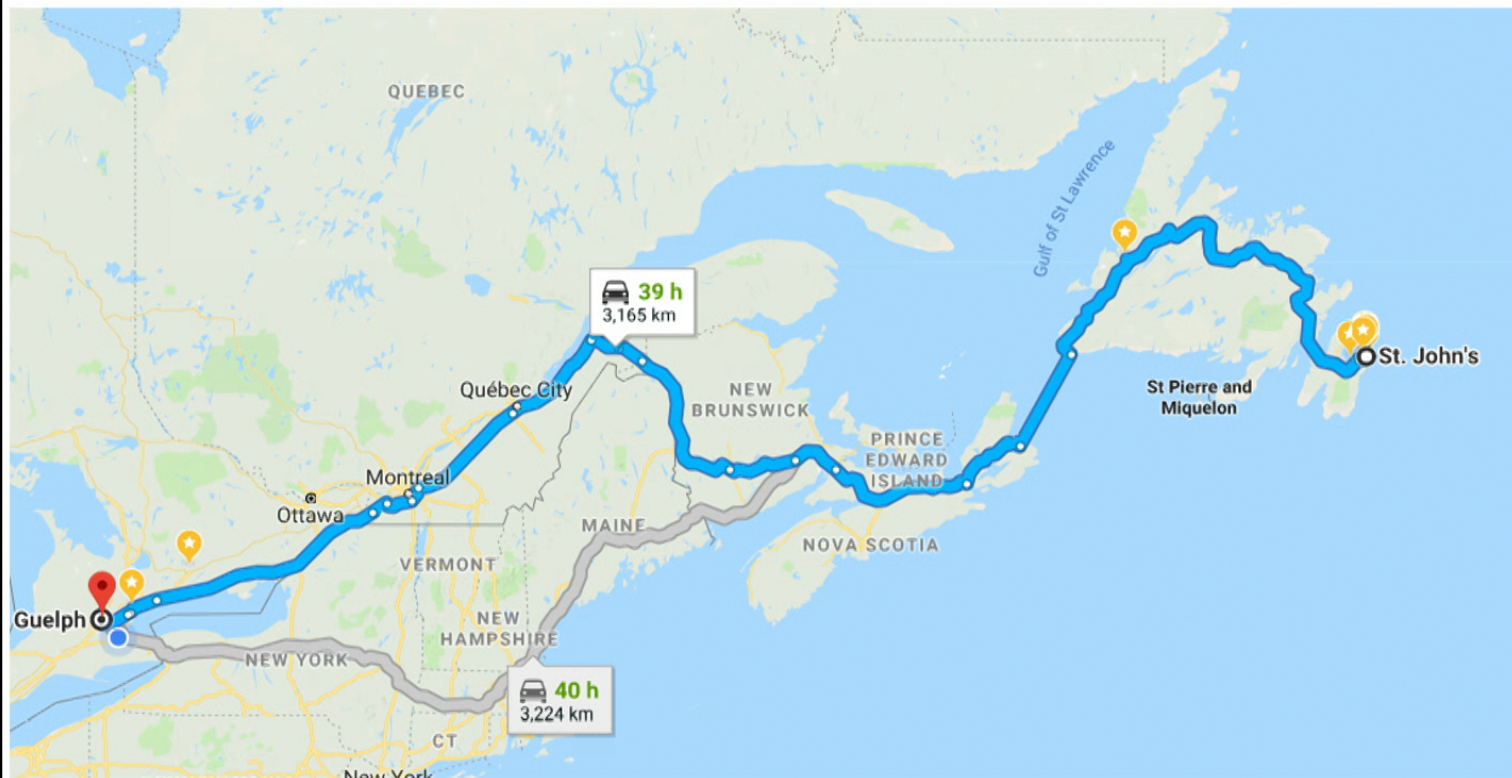 QUEBEC
Gulf of St Lawrence
39 h
3,165 km
St. John's
St Pierre and
Miquelon
Québec City
NEW
BRUNSWICK
PRINCE
EDWARD
ISLAND
Montreal
Ottawa
MAINE
NOVA SCOTIA
VERMONT
Guelph
NEW
HAMPSHIRE
NEW YORK
40 h
3,224 km
CT
New York